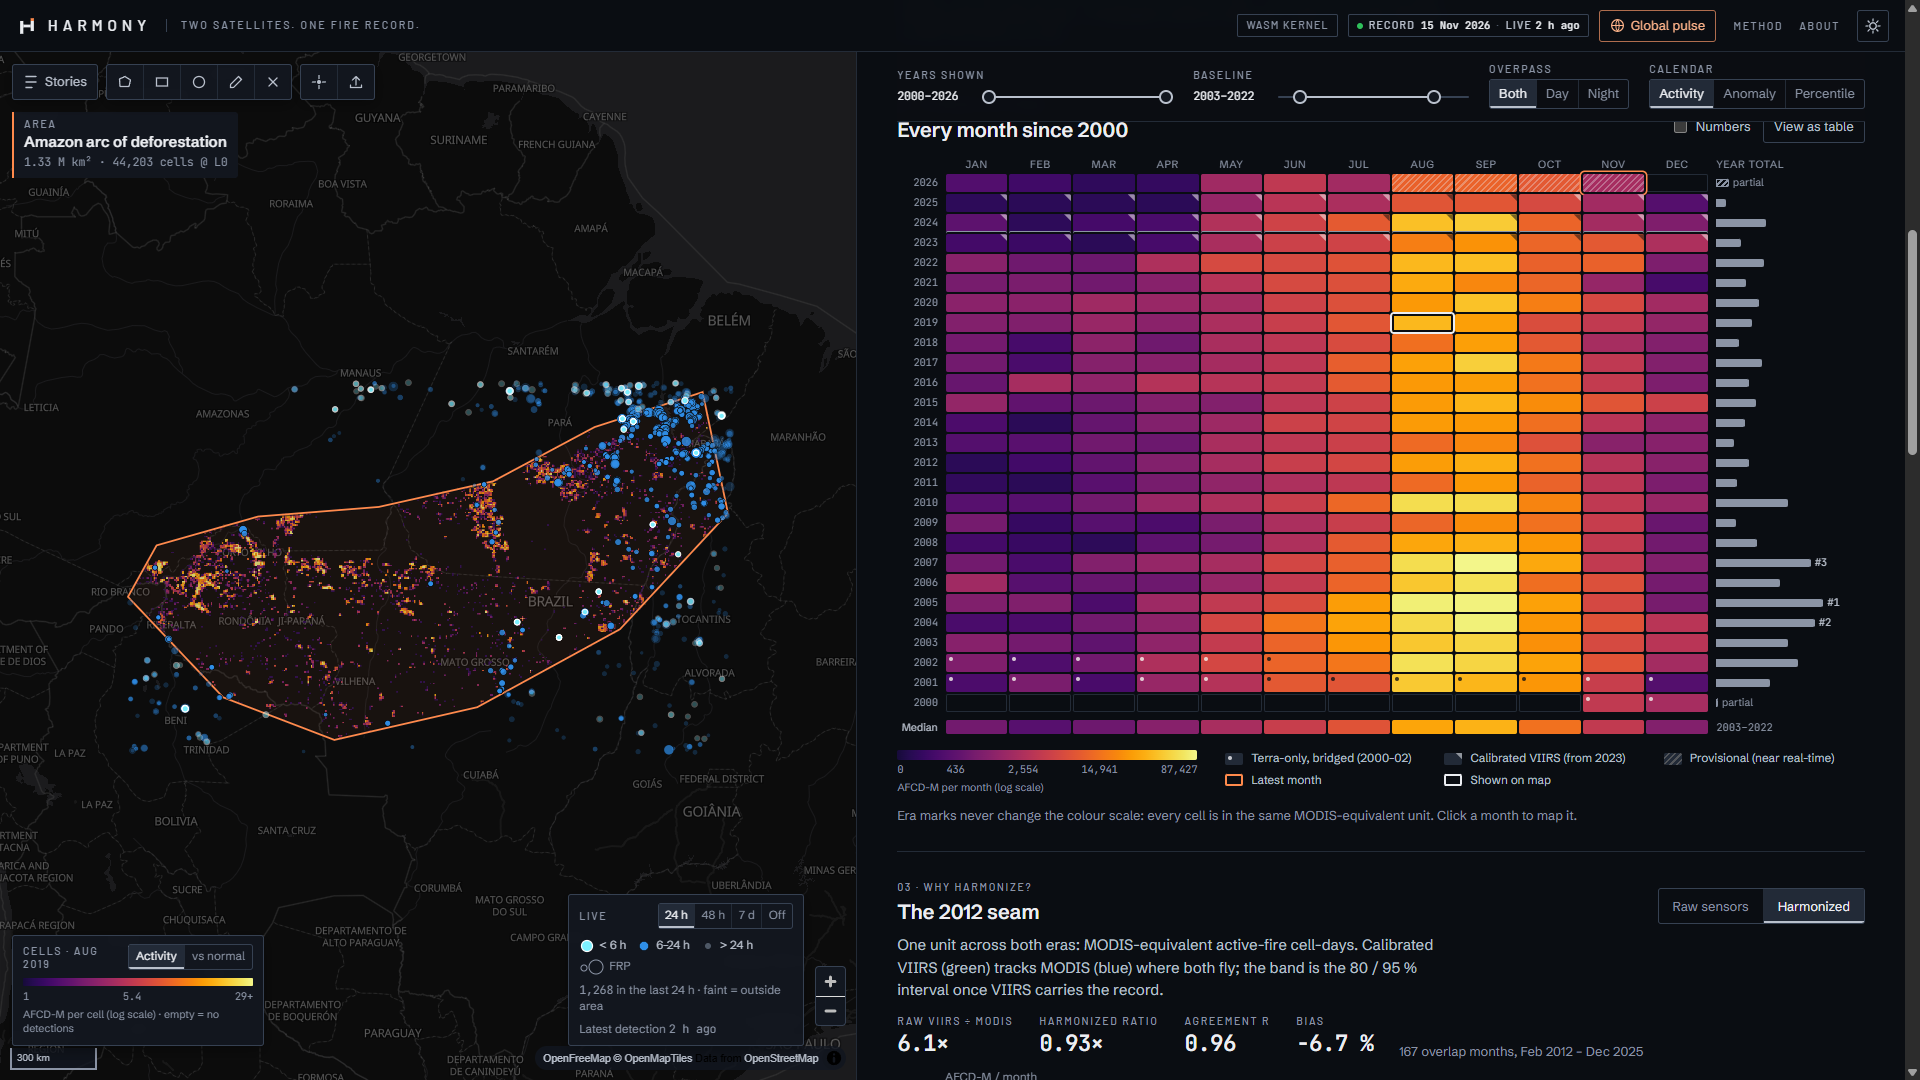 HARMONY
TWO SATELLITES. ONE FIRE RECORD.
WASM KERNEL
RECORD 15 Nov 2026 · LIVE 2 h ago
Global pulse
METHOD
ABOUT
Stories
AREA
Amazon arc of deforestation
1.33 M km² · 44,203 cells @ L0
GEORGETOWN
PARAMARIBO
GUYANA
CAYENNE
SURINAME
FRENCH GUIANA
BOA VISTA
GUAINÍA
RORAIMA
AMAPÁ
MITÚ
MACAPÁ
BELÉM
SANTARÉM
MANAUS
LETICIA
AMAZONAS
PARÁ
MARANHÃO
RIO BRANCO
BRAZIL
PANDO
RONDÔNIA
JI-PARANÁ
TOCANTINS
MATO GROSSO
BARREIR
ALVORADA
VILHENA
BENI
TRINIDAD
LA PAZ
CUIABÁ
GOIÁS
FEDERAL DISTRICT
LA PAZ
GOIÂNIA
BOLIVIA
SANTA CRUZ
MINAS GER
UBERLÂNDIA
SUCRE
CORUMBÁ
MATO GROSSO
DO SUL
CHUQUISACA
DEPARTAMENTO DE
ALTO PARAGUAY
CAMPO GRA
DEPARTAMENTO
DE BOQUERÓN
PARAGUAY
DEPARTAMENTO
DE CANINDEYÚ
PARANÁ
FORMOSA
CELLS · AUG
2019
Activity
vs normal
1
5.4
29+
AFCD-M per cell (log scale) · empty = no
detections
300 km
LIVE
24 h
48 h
7 d
Off
< 6 h
6-24 h
> 24 h
FRP
1,268 in the last 24 h · faint = outside
area
Latest detection 2 h ago
OpenFreeMap © OpenMapTiles Data from OpenStreetMap
YEARS SHOWN
2000–2026
BASELINE
2003–2022
OVERPASS
Both
Day
Night
CALENDAR
Activity
Anomaly
Percentile
Every month since 2000
Numbers
View as table
JAN FEB MAR APR MAY JUN JUL AUG SEP OCT NOV DEC YEAR TOTAL
2026 partial
2025
2024
2023
2022
2021
2020
2019
2018
2017
2016
2015
2014
2013
2012
2011
2010
2009
2008
2007 #3
2006
2005 #1
2004 #2
2003
2002
2001
2000 partial
Median 2003–2022
0 436 2,554 14,941 87,427
AFCD-M per month (log scale)
Terra-only, bridged (2000–02)
Calibrated VIIRS (from 2023)
Provisional (near real-time)
Latest month
Shown on map
Era marks never change the colour scale: every cell is in the same MODIS-equivalent unit. Click a month to map it.
03 · WHY HARMONIZE?
The 2012 seam
Raw sensors
Harmonized
One unit across both eras: MODIS-equivalent active-fire cell-days. Calibrated
VIIRS (green) tracks MODIS (blue) where both fly; the band is the 80 / 95 %
interval once VIIRS carries the record.
RAW VIIRS ÷ MODIS
6.1×
HARMONIZED RATIO
0.93×
AGREEMENT R
0.96
BIAS
-6.7 %
167 overlap months, Feb 2012 – Dec 2025
AFCD-M / month